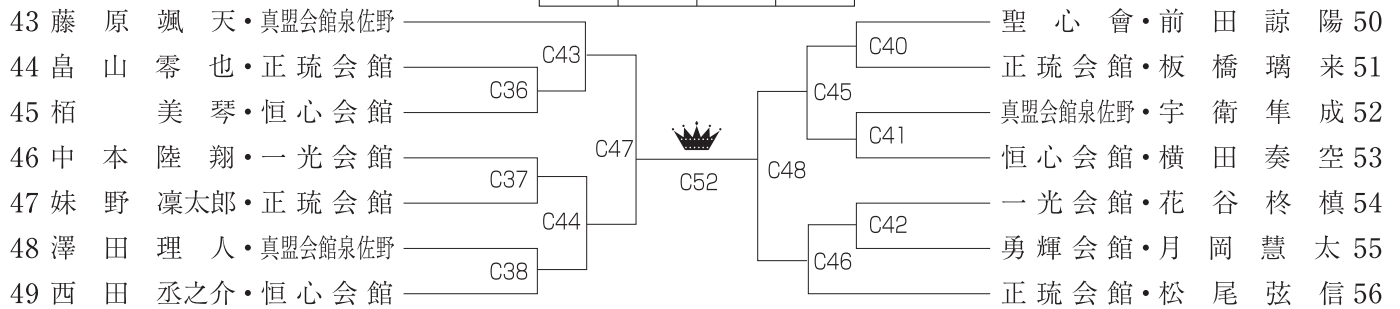 43 藤原颯天・真盟会館泉佐野
44 畠山零也・正琉会館
45 栢美琴・恒心会館
46 中本陸翔・一光会館
47 妹野凜太郎・正琉会館
48 澤田理人・真盟会館泉佐野
49 西田丞之介・恒心会館
C43
C36
C37
C44
C38
C47
C52
C48
C40
C45
C41
C42
C46
聖心會・前田諒陽 50
正琉会館・板橋璃来 51
真盟会館泉佐野・宇衛隼成 52
恒心会館・横田奏空 53
一光会館・花谷柊槙 54
勇輝会館・月岡慧太 55
正琉会館・松尾弦信 56